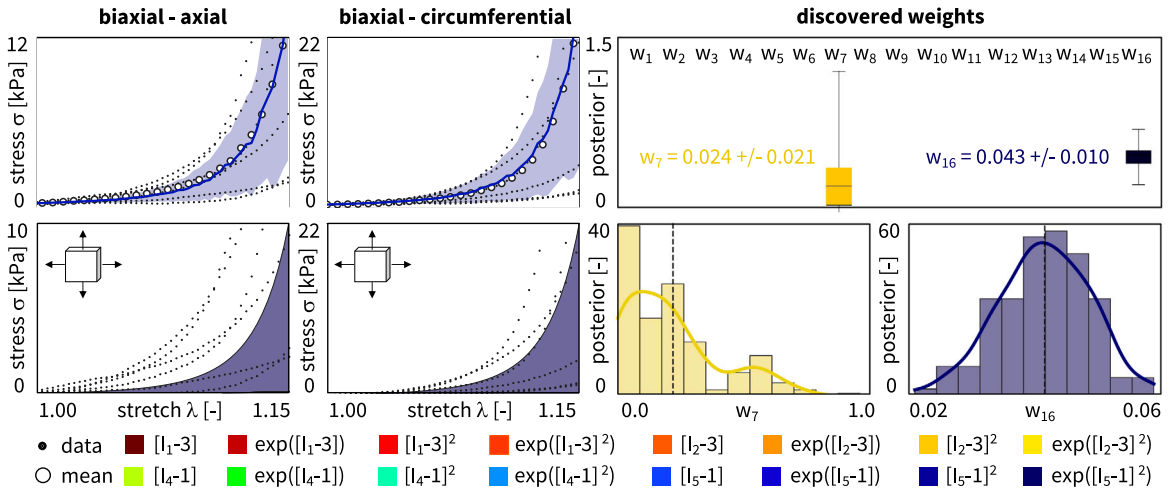 biaxial - axial
biaxial - circumferential
discovered weights
12
stress σ [kPa]
0
22
stress σ [kPa]
0
1.5
posterior [-]
0
w₁ w₂ w₃ w₄ w₅ w₆ w₇ w₈ w₉ w₁₀ w₁₁ w₁₂ w₁₃ w₁₄ w₁₅ w₁₆
w₇ = 0.024 +/- 0.021
w₁₆ = 0.043 +/- 0.010
10
stress σ [kPa]
0
1.00 stretch λ [-] 1.15
22
stress σ [kPa]
0
1.00 stretch λ [-] 1.15
40
posterior [-]
0
0.0 w₇ 1.0
60
posterior [-]
0
0.02 w₁₆ 0.06
data [I₁-3] exp([I₁-3]) [I₁-3]² exp([I₁-3]²) [I₂-3] exp([I₂-3]) [I₂-3]² exp([I₂-3]²)
mean [I₄-1] exp([I₄-1]) [I₄-1]² exp([I₄-1]²) [I₅-1] exp([I₅-1]) [I₅-1]² exp([I₅-1]²)